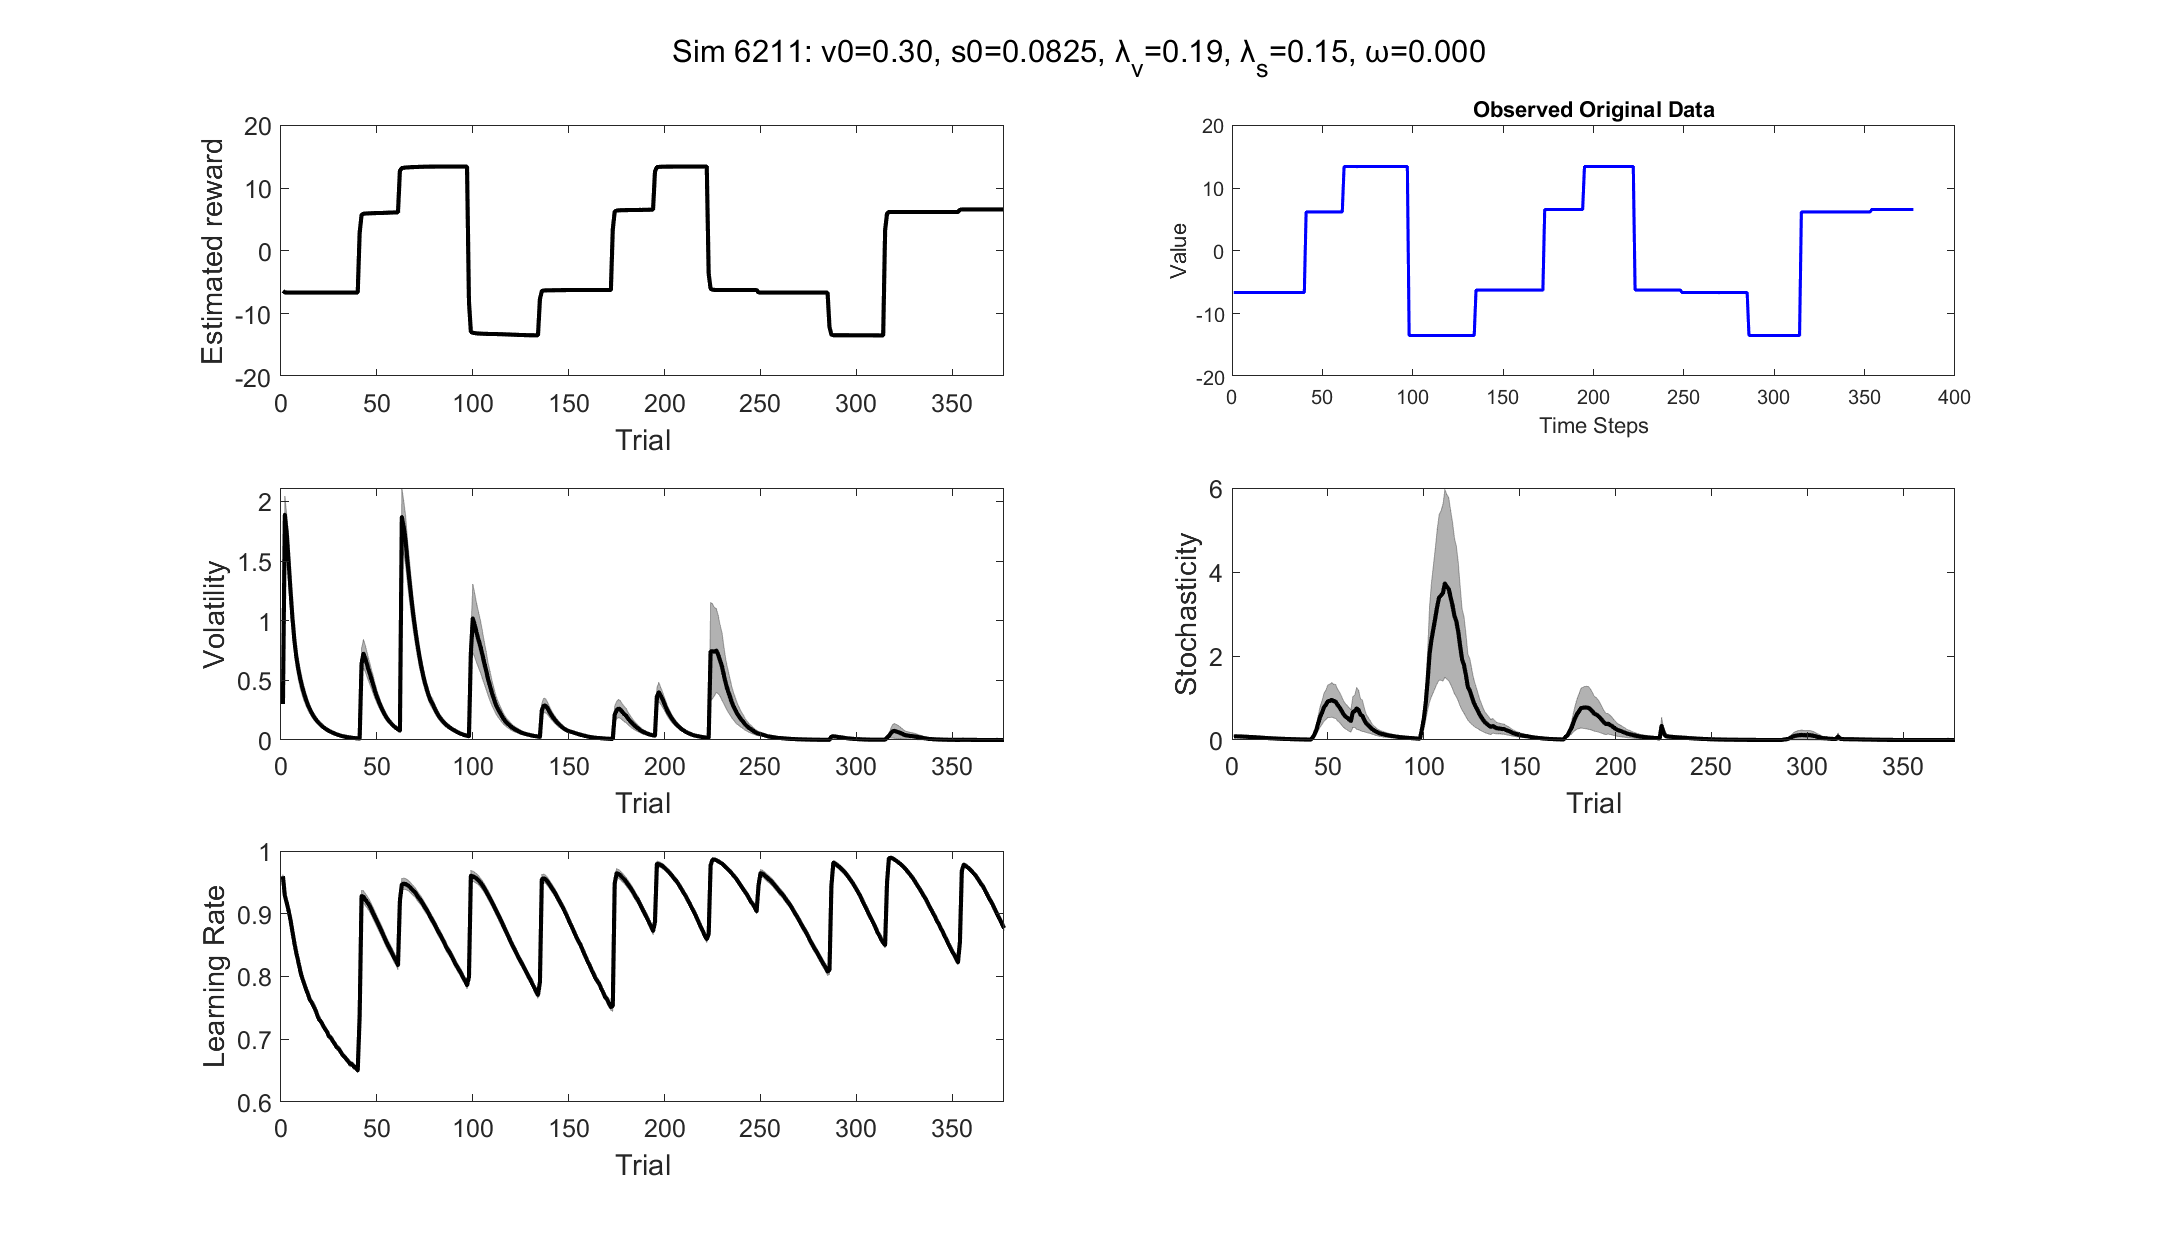 Sim 6211: v0=0.30, s0=0.0825, λv=0.19, λs=0.15, ω=0.000
Estimated reward
20
10
0
-10
-20
0 50 100 150 200 250 300 350
Trial
Observed Original Data
Value
20
10
0
-10
-20
0 50 100 150 200 250 300 350 400
Time Steps
Volatility
2
1.5
1
0.5
0
0 50 100 150 200 250 300 350
Trial
Stochasticity
6
4
2
0
0 50 100 150 200 250 300 350
Trial
Learning Rate
1
0.9
0.8
0.7
0.6
0 50 100 150 200 250 300 350
Trial